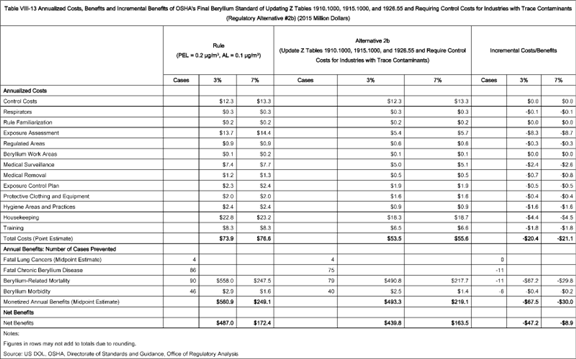 Table VIII-13 Annualized Costs, Benefits and Incremental Benefits of OSHA's Final Beryllium Standard of Updating Z Tables 1910.1000, 1915.1000, and 1926.55 and Requiring Control Costs for Industries with Trace Contaminants)
(Regulatory Alternative #2b) (2015 Million Dollars)
Rule
(PEL = 0.2 µg/m³, AL = 0.1 µg/m³)
Alternative 2b
(Update Z Tables 1910.1000, 1915.1000, and 1926.55 and Require Control Costs for Industries with Trace Contaminants)
Incremental Costs/Benefits
Cases 3% 7% Cases 3% 7% Cases 3% 7%
Annualized Costs
Control Costs $12.3 $13.3 $12.3 $13.3 $0.0 $0.0
Respirators $0.3 $0.3 $0.3 $0.3 -$0.1 -$0.1
Rule Familiarization $0.2 $0.2 $0.2 $0.2 $0.0 $0.0
Exposure Assessment $13.7 $14.4 $5.4 $5.7 -$8.3 -$8.7
Regulated Areas $0.9 $0.9 $0.6 $0.6 -$0.3 -$0.3
Beryllium Work Areas $0.1 $0.2 $0.1 $0.1 $0.0 $0.0
Medical Surveillance $7.4 $7.7 $5.0 $5.1 -$2.4 -$2.6
Medical Removal $1.2 $1.3 $0.5 $0.5 -$0.7 -$0.8
Exposure Control Plan $2.3 $2.4 $1.9 $1.9 -$0.5 -$0.5
Protective Clothing and Equipment $2.0 $2.0 $1.6 $1.6 -$0.4 -$0.4
Hygiene Areas and Practices $2.4 $2.4 $0.9 $0.9 -$1.6 -$1.6
Housekeeping $22.8 $23.2 $18.3 $18.7 -$4.4 -$4.5
Training $8.3 $8.3 $6.5 $6.6 -$1.8 -$1.8
Total Costs (Point Estimate) $73.9 $76.6 $53.5 $55.6 -$20.4 -$21.1
Annual Benefits: Number of Cases Prevented
Fatal Lung Cancers (Midpoint Estimate) 4 4 0
Fatal Chronic Beryllium Disease 86 75 -11
Beryllium-Related Mortality 90 $558.0 $247.5 79 $490.8 $217.7 -11 -$67.2 -$29.8
Beryllium Morbidity 46 $2.9 $1.6 40 $2.5 $1.4 -6 -$0.4 -$0.2
Monetized Annual Benefits (Midpoint Estimate) $560.9 $249.1 $493.3 $219.1 -$67.5 -$30.0
Net Benefits
Net Benefits $487.0 $172.4 $439.8 $163.5 -$47.2 -$8.9
Notes:
Figures in rows may not add to totals due to rounding.
Source: US DOL, OSHA, Directorate of Standards and Guidance, Office of Regulatory Analysis